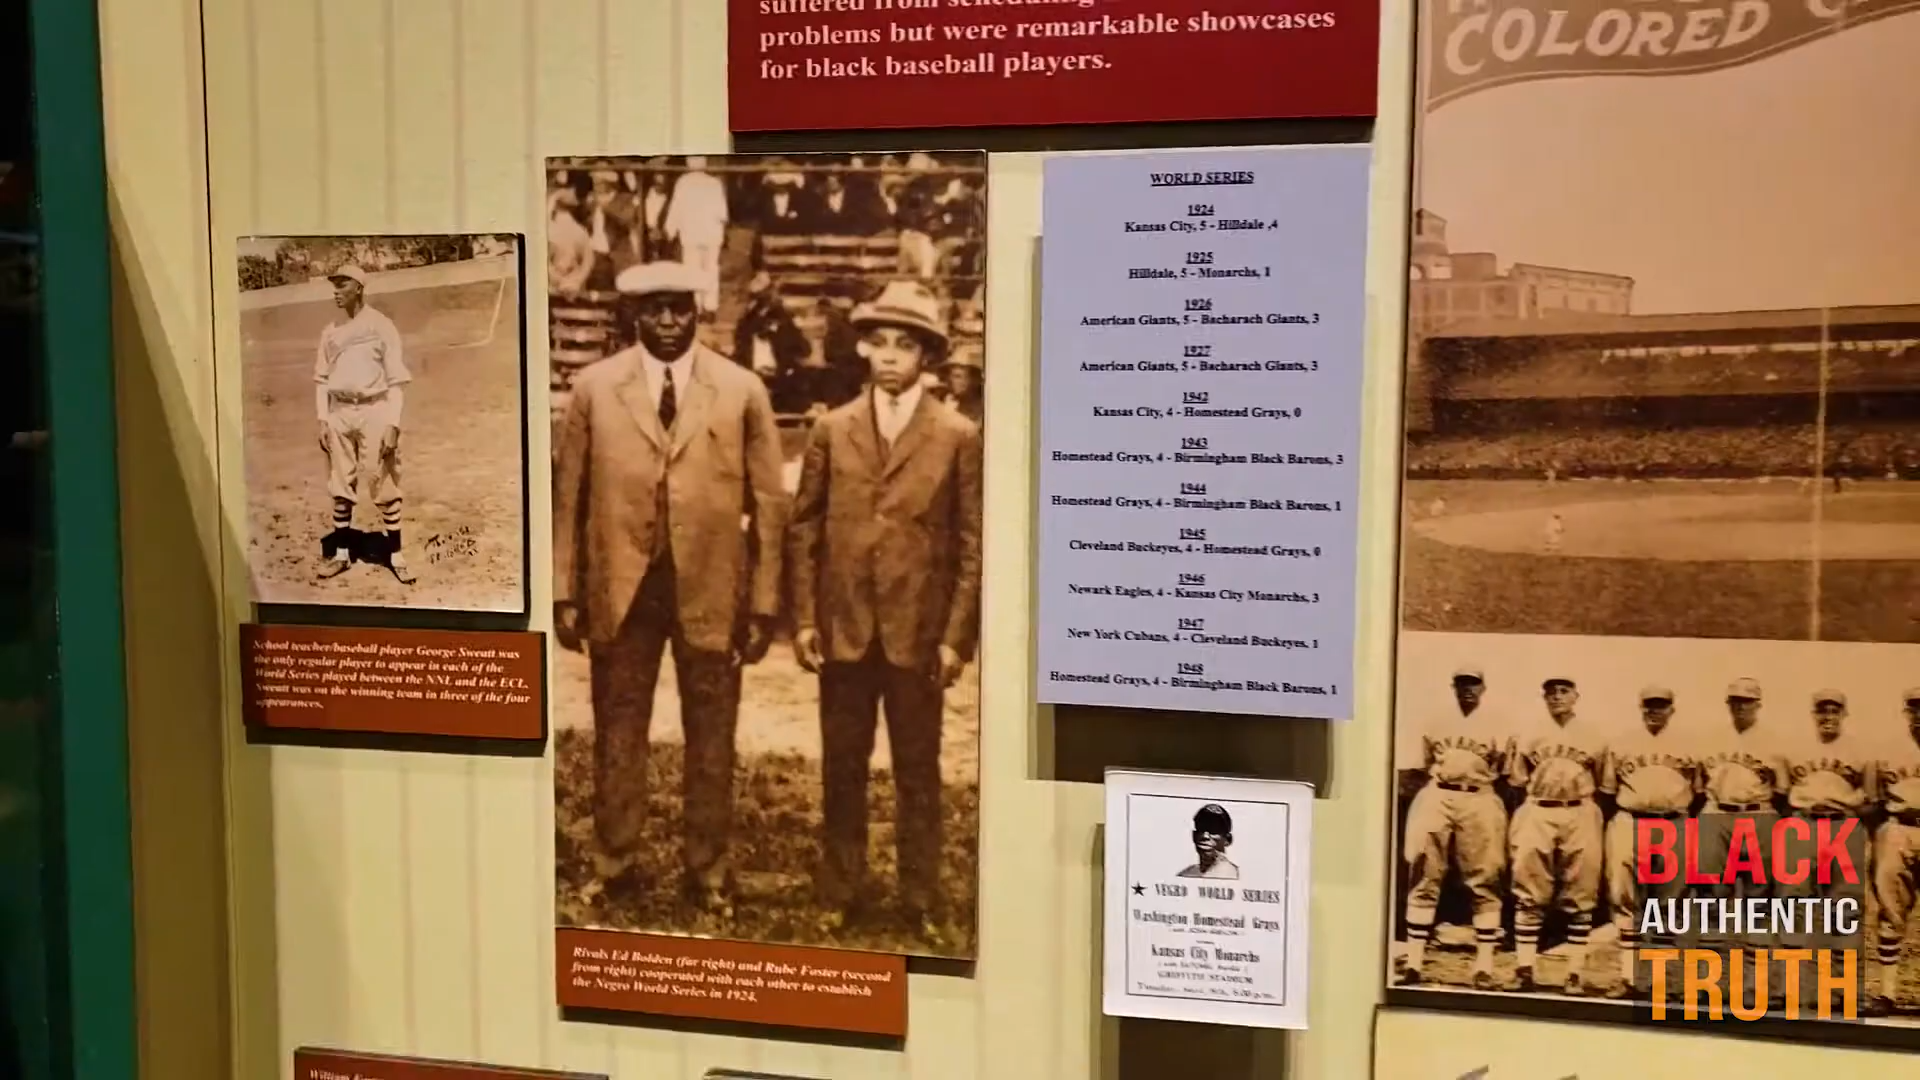 suffered from scheduling
problems but were remarkable showcases
for black baseball players.
COLORED
WORLD SERIES
1924
Kansas City, 5 - Hilldale ,4
1925
Hilldale, 5 - Monarchs, 1
1926
American Giants, 5 - Bacharach Giants, 3
1927
American Giants, 5 - Bacharach Giants, 3
1942
Kansas City, 4 - Homestead Grays, 0
1943
Homestead Grays, 4 - Birmingham Black Barons, 3
1944
Homestead Grays, 4 - Birmingham Black Barons, 1
1945
Cleveland Buckeyes, 4 - Homestead Grays, 0
1946
Newark Eagles, 4 - Kansas City Monarchs, 3
1947
New York Cubans, 4 - Cleveland Buckeyes, 1
1948
Homestead Grays, 4 - Birmingham Black Barons, 1
School teacher/baseball player George Sweatt was
the only regular player to appear in each of the
World Series played between the NNL and the ECL.
Sweatt was on the winning team in three of the four
appearances.
Rivals Ed Bolden (far right) and Rube Foster (second
from right) cooperated with each other to establish
the Negro World Series in 1924.
★ NEGRO WORLD SERIES
Washington Homestead Grays
Kansas City Monarchs
GRIFFITH STADIUM
William
BLACK
AUTHENTIC
TRUTH